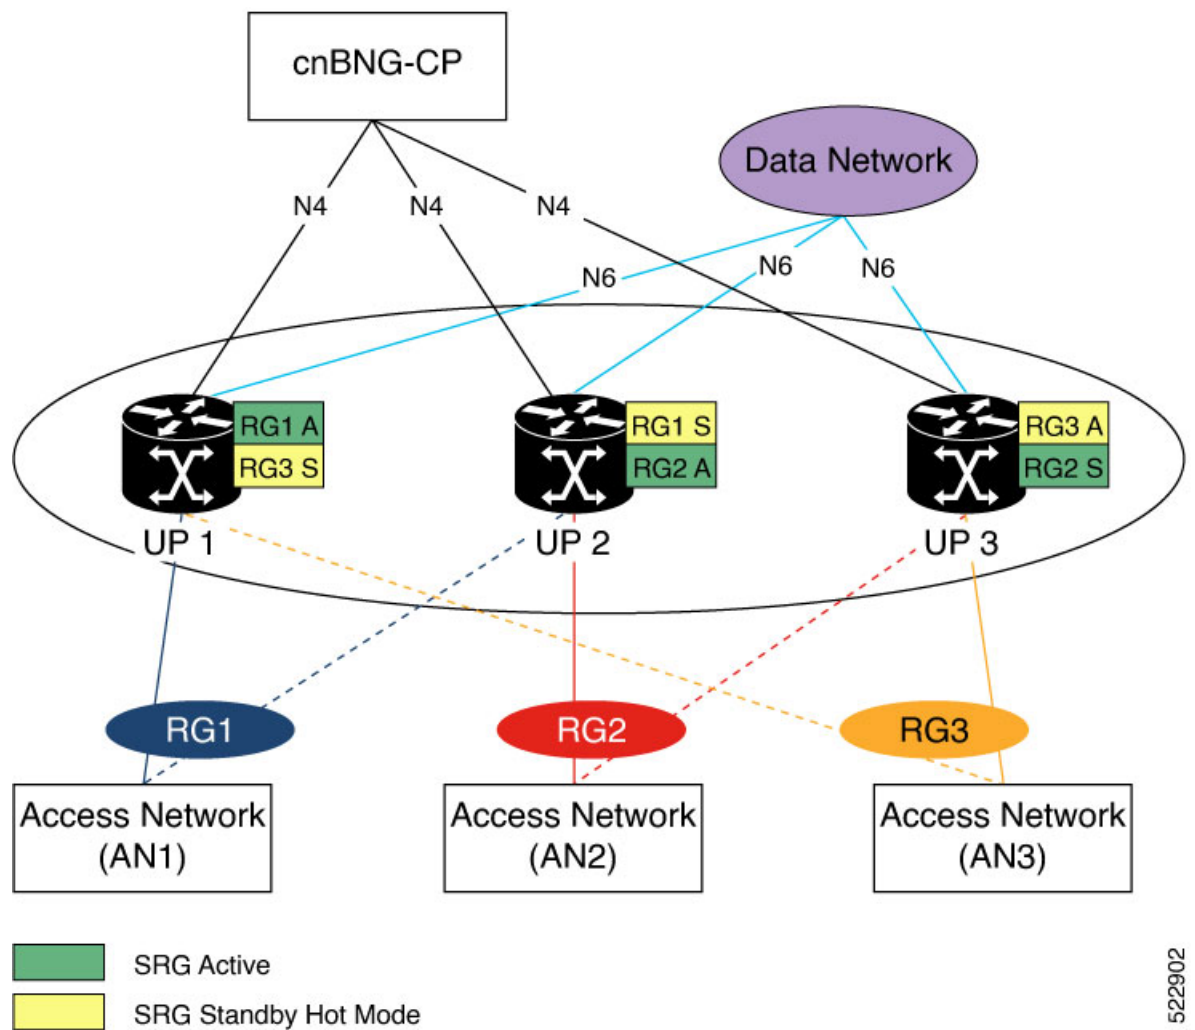 cnBNG-CP
Data Network
N4
N4
N4
N6
N6
N6
RG1 A
RG3 S
RG1 S
RG2 A
RG3 A
RG2 S
UP 1
UP 2
UP 3
RG1
RG2
RG3
Access Network
(AN1)
Access Network
(AN2)
Access Network
(AN3)
SRG Active
SRG Standby Hot Mode
522902